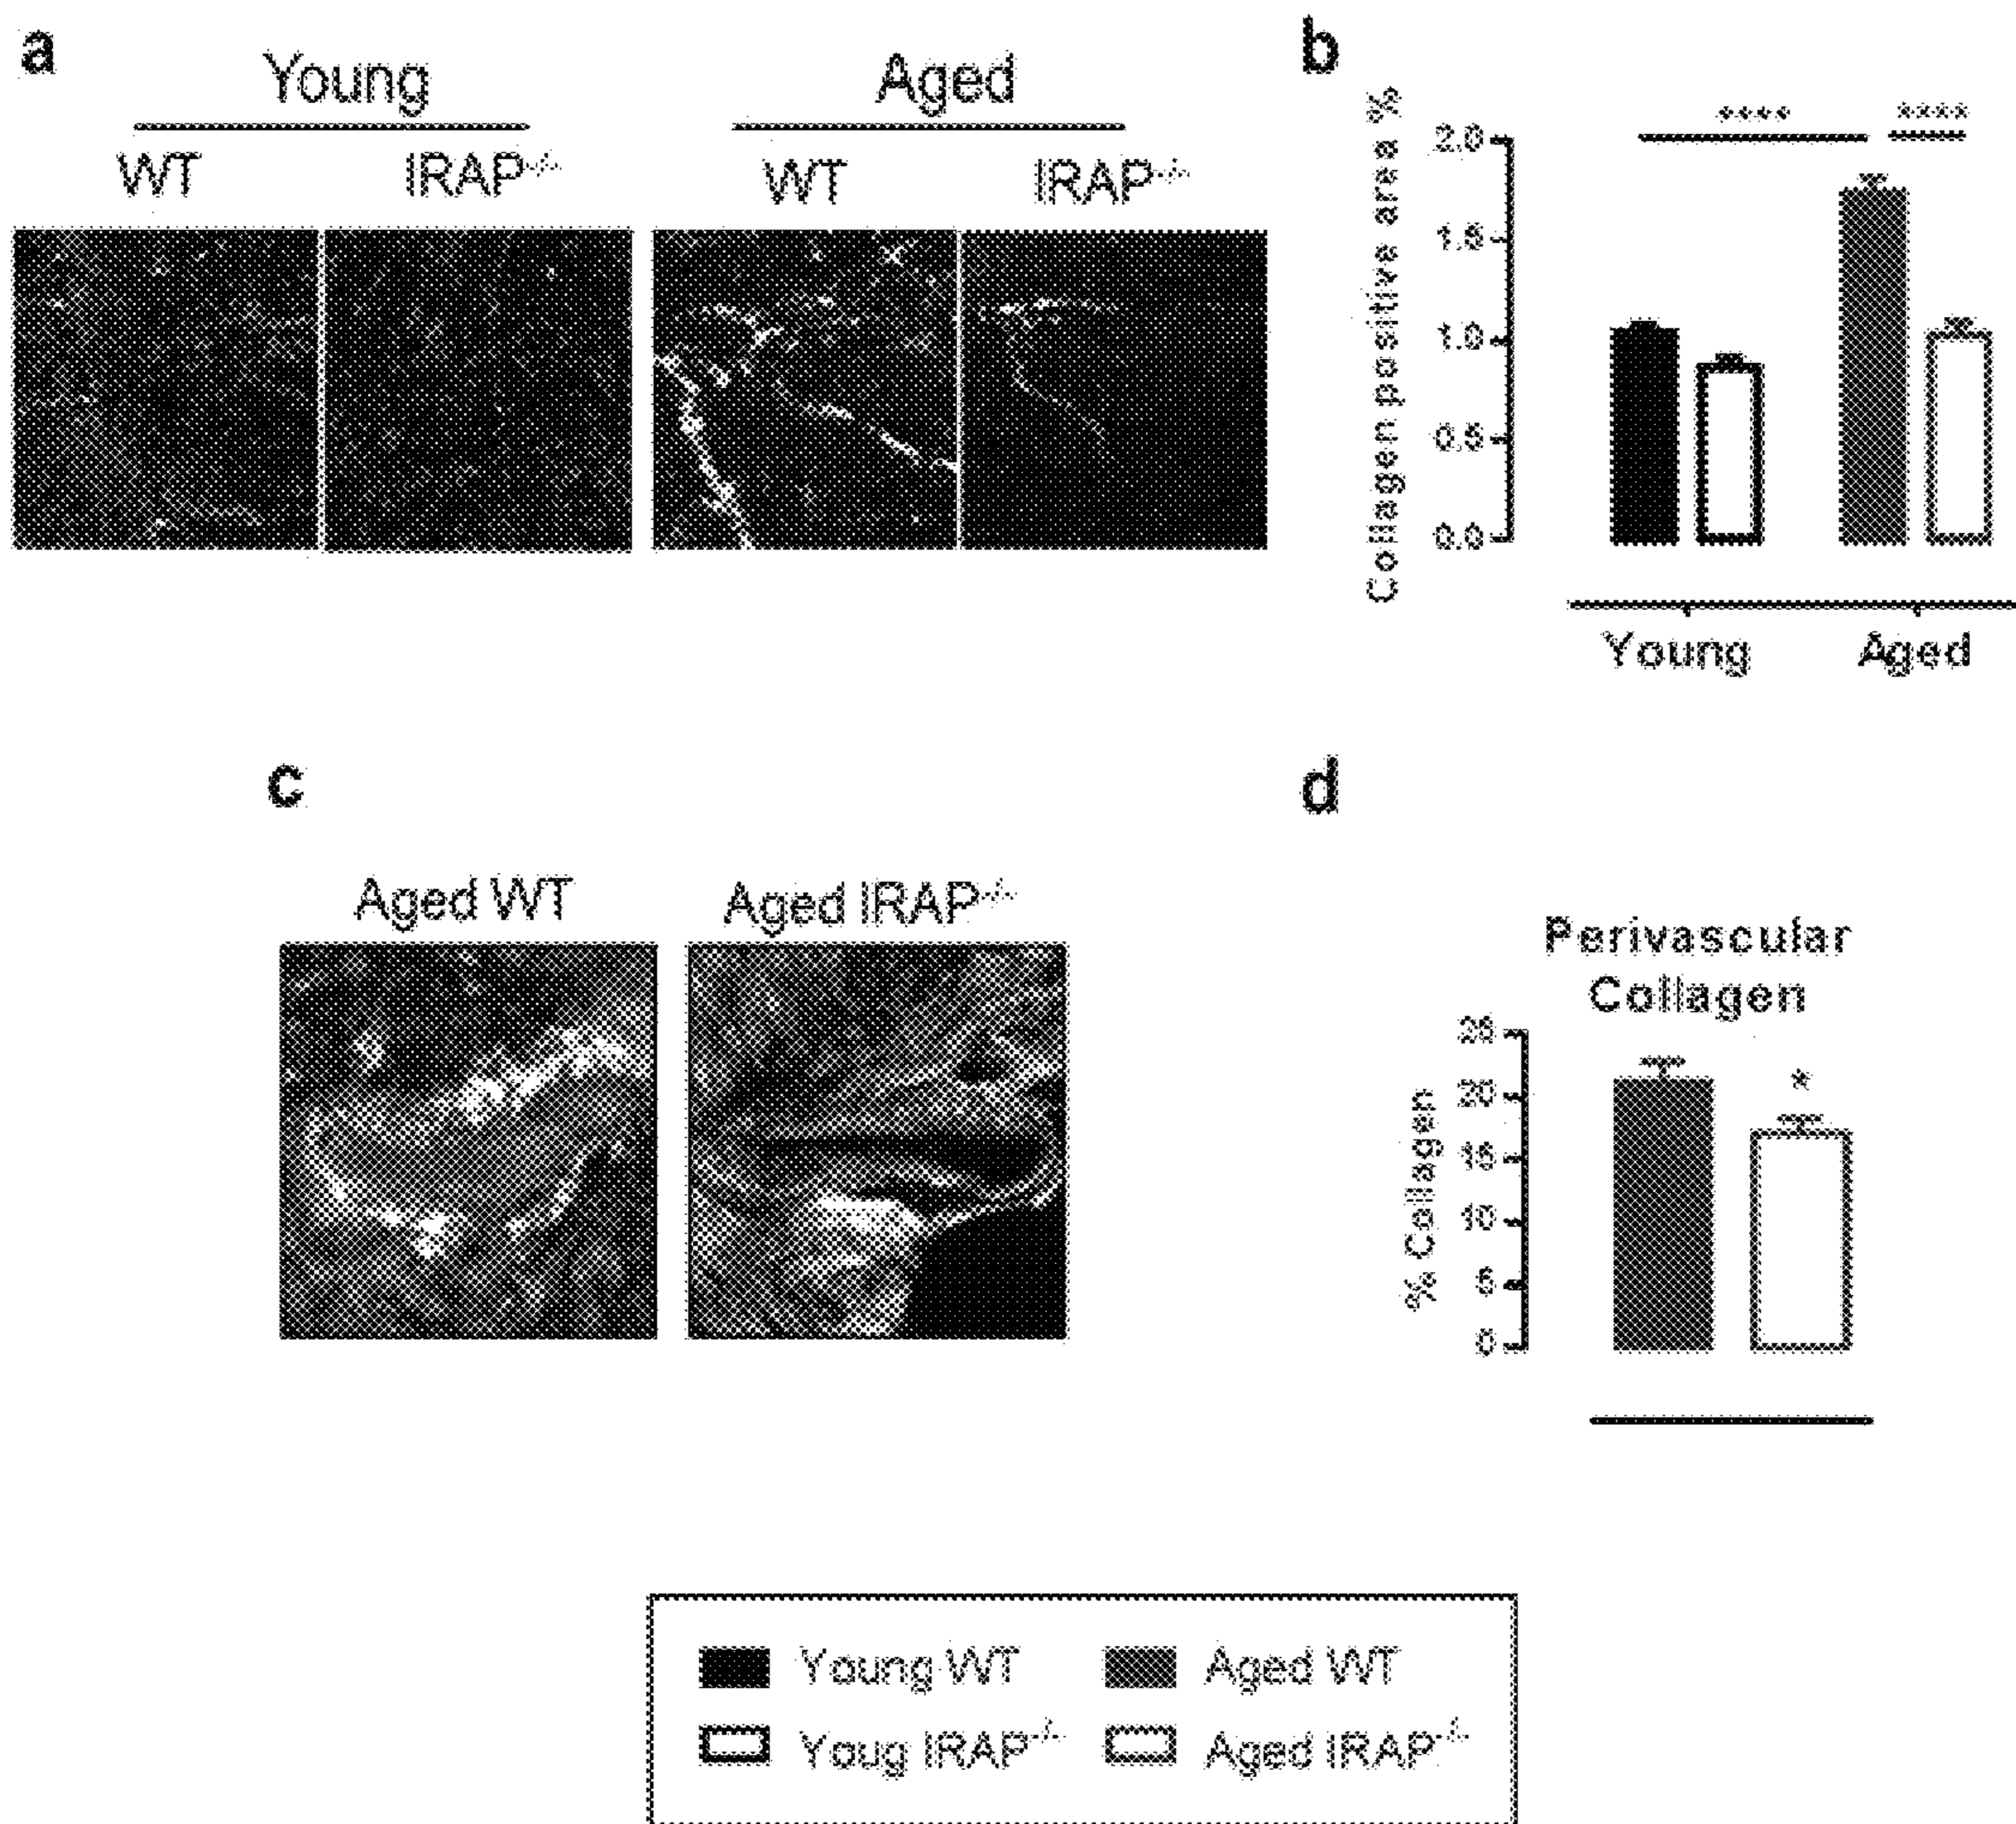 a
Young Aged
WT IRAP-/- WT IRAP-/-
b
Collagen positive area %
**** ****
2.0
1.5
1.0
0.5
0.0
Young Aged
c
Aged WT Aged IRAP-/-
d
Perivascular
Collagen
% Collagen
25
20
15
10
5
0
*
Young WT Aged WT
Youg IRAP-/- Aged IRAP-/-